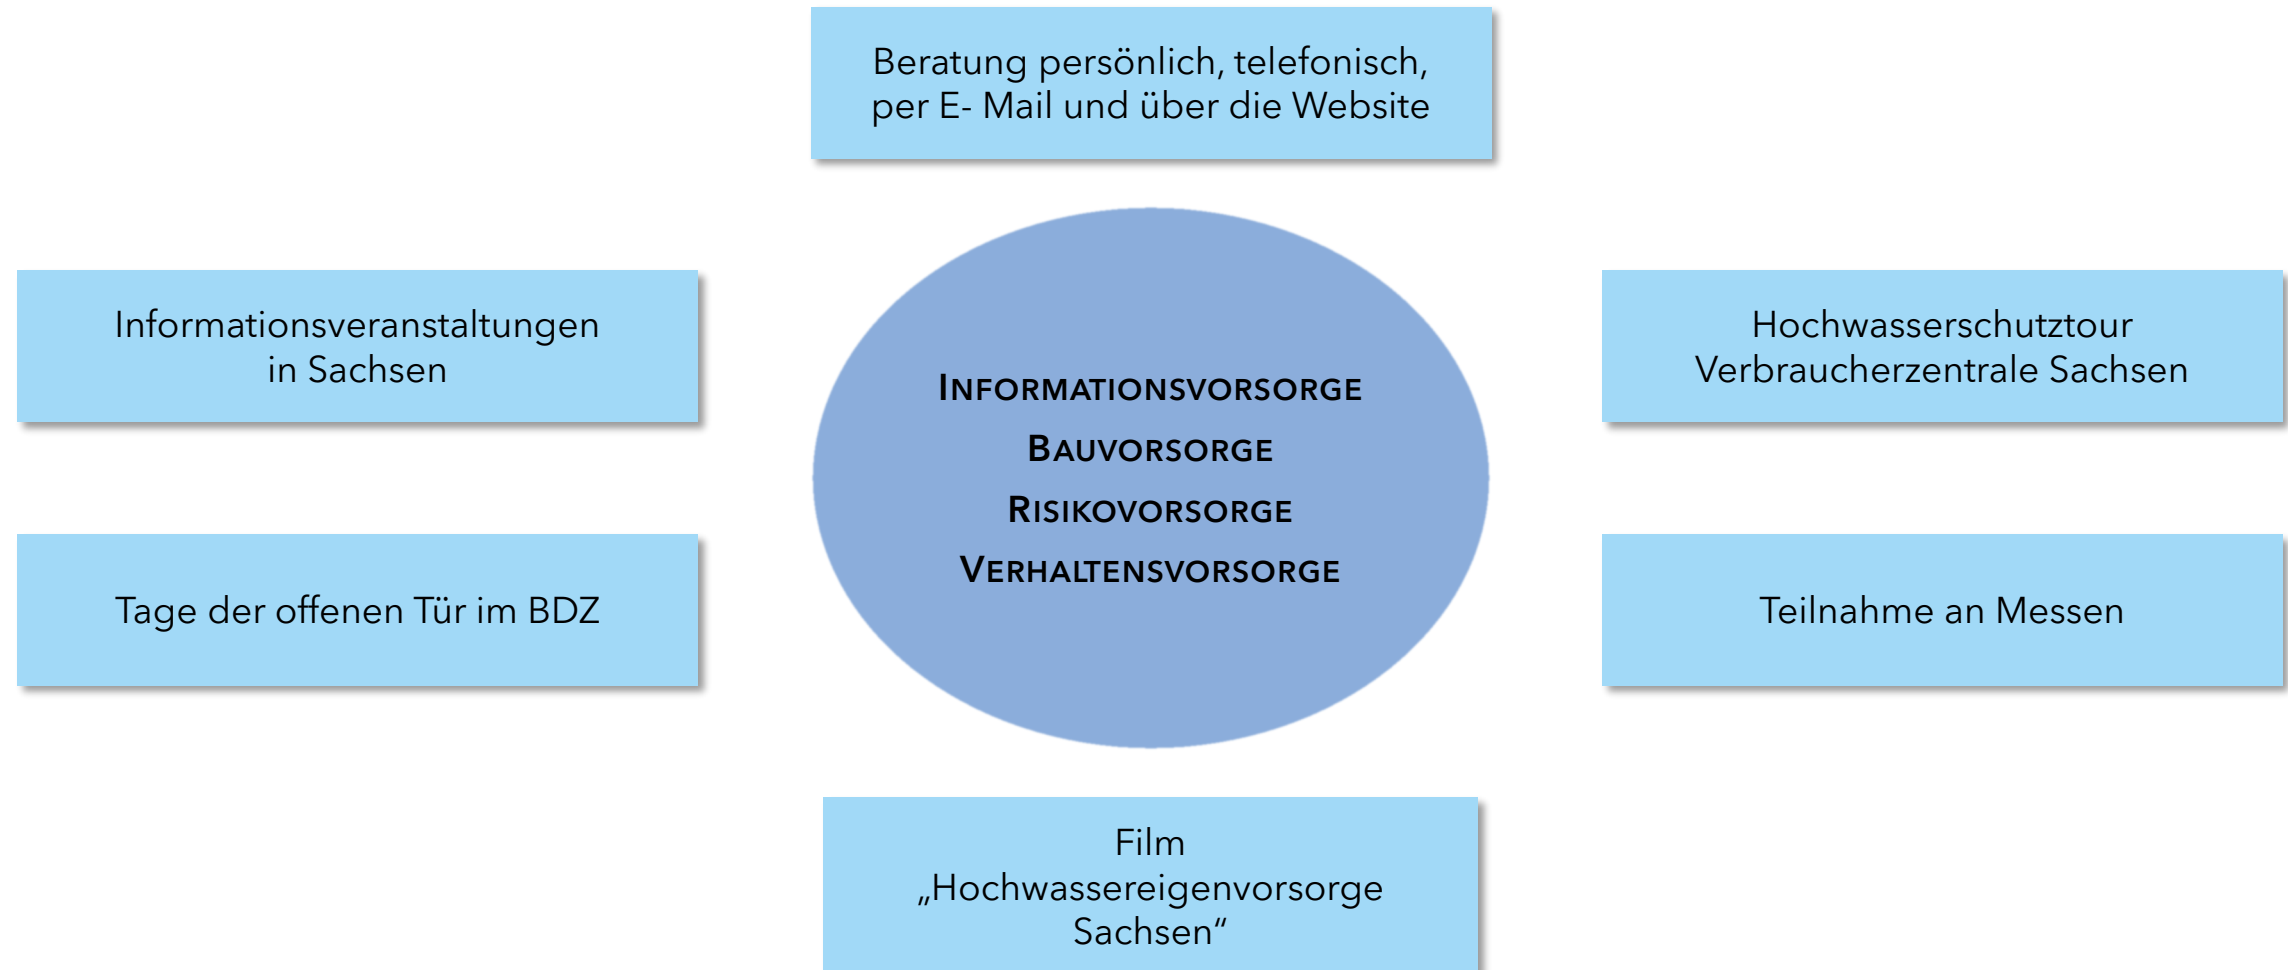 Beratung persönlich, telefonisch,
per E- Mail und über die Website
Informationsveranstaltungen
in Sachsen
Hochwasserschutztour
Verbraucherzentrale Sachsen
INFORMATIONSVORSORGE
BAUVORSORGE
RISIKOVORSORGE
VERHALTENSVORSORGE
Tage der offenen Tür im BDZ
Teilnahme an Messen
Film
„Hochwassereigenvorsorge
Sachsen“